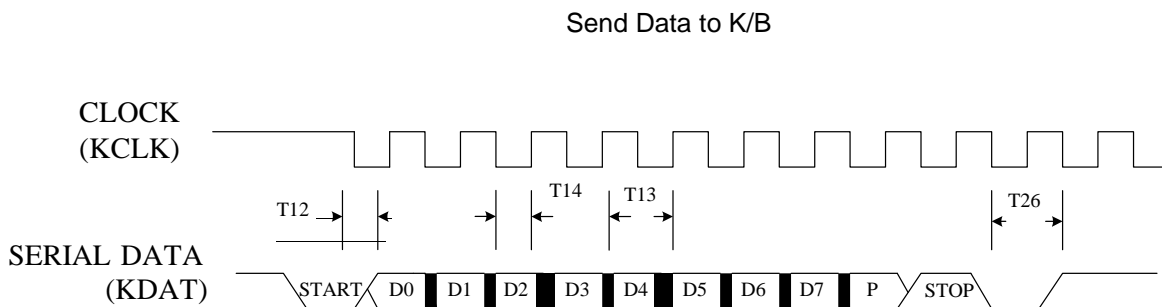 Send Data to K/B
CLOCK
(KCLK)
T12
T14
T13
T26
SERIAL DATA
(KDAT)
START
D0
D1
D2
D3
D4
D5
D6
D7
P
STOP